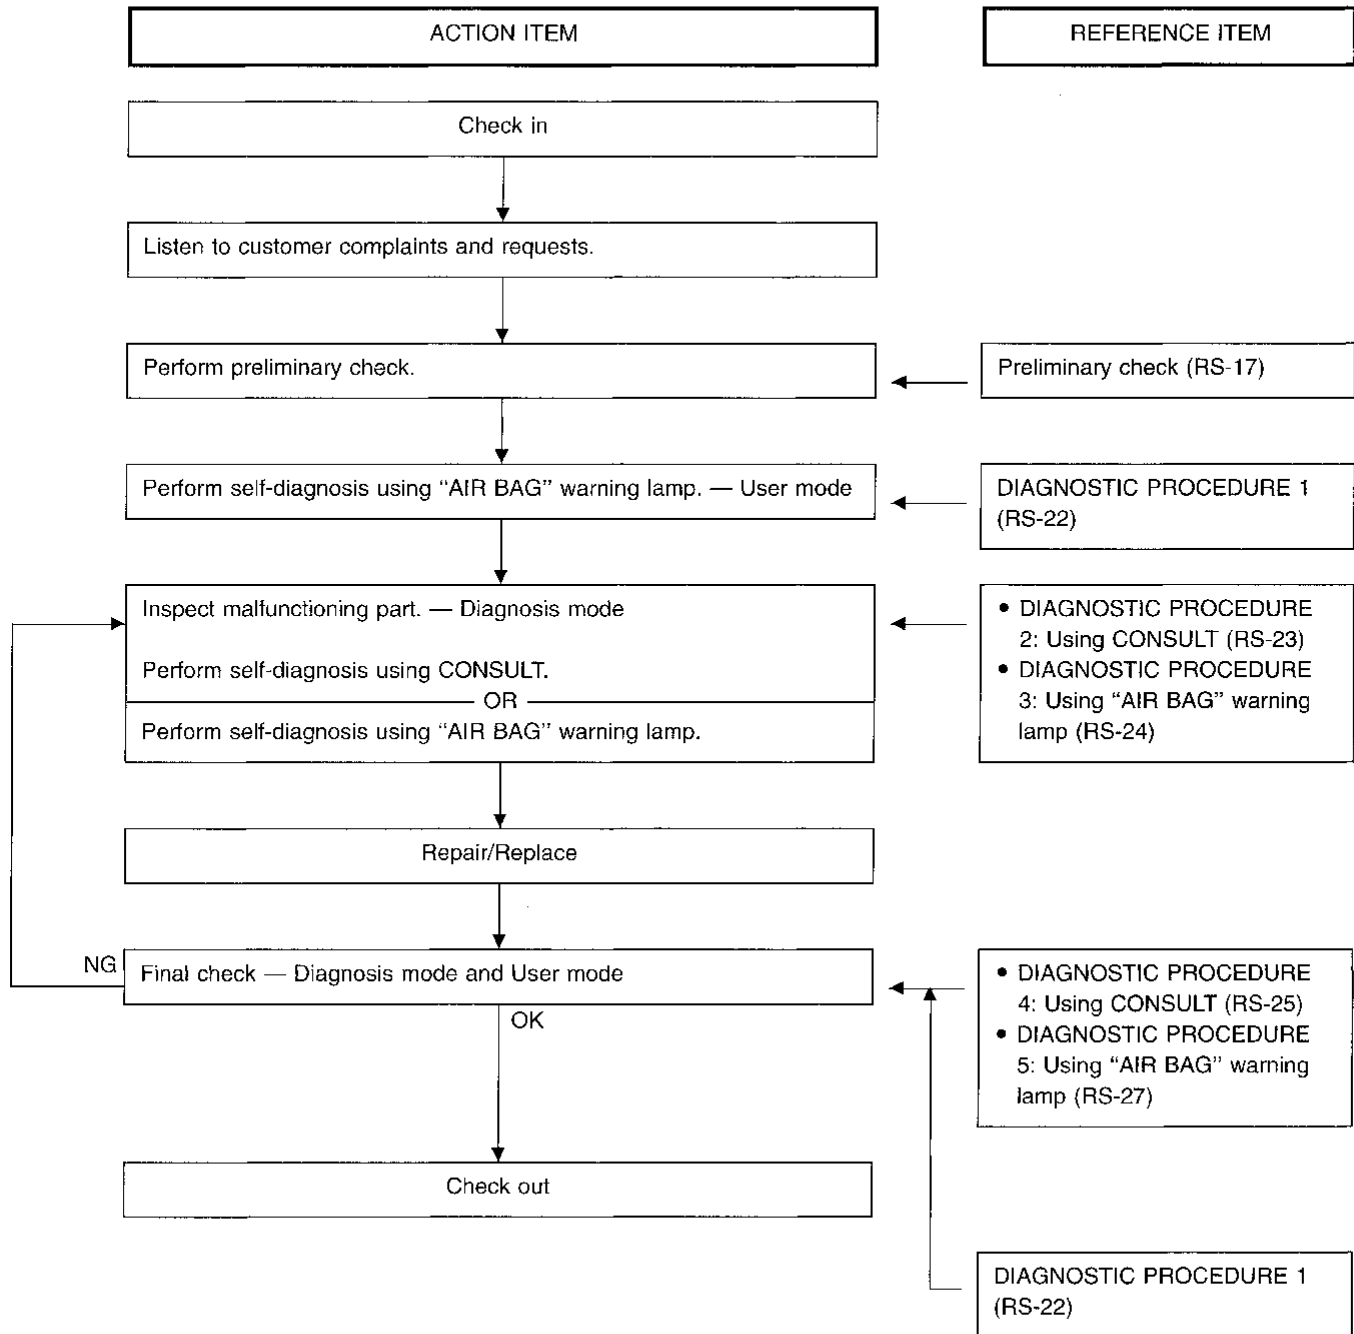 ACTION ITEM
REFERENCE ITEM
Check in
Listen to customer complaints and requests.
Perform preliminary check.
Preliminary check (RS-17)
Perform self-diagnosis using “AIR BAG” warning lamp. — User mode
DIAGNOSTIC PROCEDURE 1
(RS-22)
Inspect malfunctioning part. — Diagnosis mode
Perform self-diagnosis using CONSULT.
OR
Perform self-diagnosis using “AIR BAG” warning lamp.
• DIAGNOSTIC PROCEDURE
2: Using CONSULT (RS-23)
• DIAGNOSTIC PROCEDURE
3: Using “AIR BAG” warning
lamp (RS-24)
Repair/Replace
NG
Final check — Diagnosis mode and User mode
OK
• DIAGNOSTIC PROCEDURE
4: Using CONSULT (RS-25)
• DIAGNOSTIC PROCEDURE
5: Using “AIR BAG” warning
lamp (RS-27)
Check out
DIAGNOSTIC PROCEDURE 1
(RS-22)